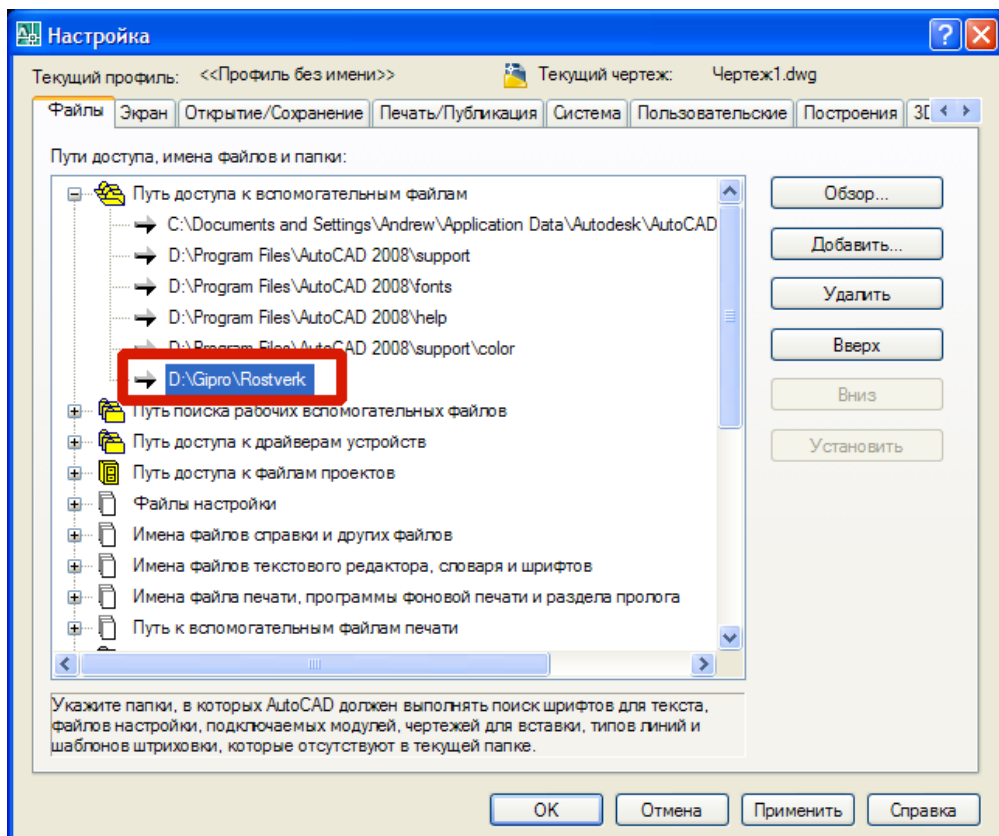 Настройка
Текущий профиль: <<Профиль без имени>> Текущий чертеж: Чертеж1.dwg
Файлы Экран Открытие/Сохранение Печать/Публикация Система Пользовательские Построения 3D
Пути доступа, имена файлов и папки:
Путь доступа к вспомогательным файлам
Обзор...
C:\Documents and Settings\Andrew\Application Data\Autodesk\AutoCAD
D:\Program Files\AutoCAD 2008\support
Добавить...
D:\Program Files\AutoCAD 2008\fonts
Удалить
D:\Program Files\AutoCAD 2008\help
D:\Program Files\AutoCAD 2008\support\color
Вверх
D:\Gipro\Rostverk
Вниз
Путь поиска рабочих вспомогательных файлов
Путь доступа к драйверам устройств
Установить
Путь доступа к файлам проектов
Файлы настройки
Имена файлов справки и других файлов
Имена файлов текстового редактора, словаря и шрифтов
Имена файла печати, программы фоновой печати и раздела пролога
Путь к вспомогательным файлам печати
Укажите папки, в которых AutoCAD должен выполнять поиск шрифтов для текста,
файлов настройки, подключаемых модулей, чертежей для вставки, типов линий и
шаблонов штриховки, которые отсутствуют в текущей папке.
OK Отмена Применить Справка